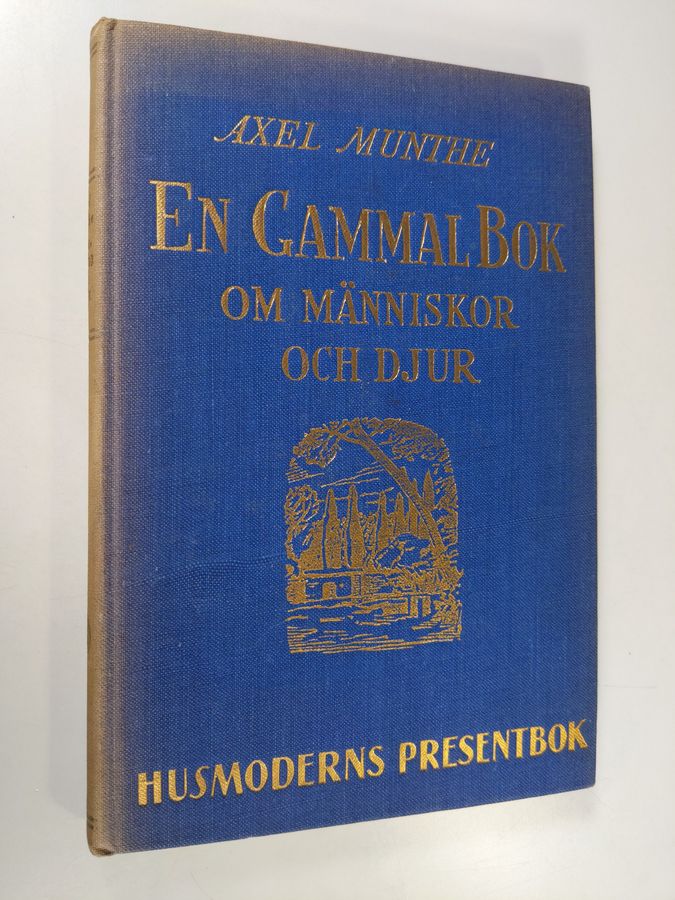 AXEL MUNTHE
EN GAMMAL BOK
OM MÄNNISKOR
OCH DJUR
HUSMODERNS PRESENTBOK